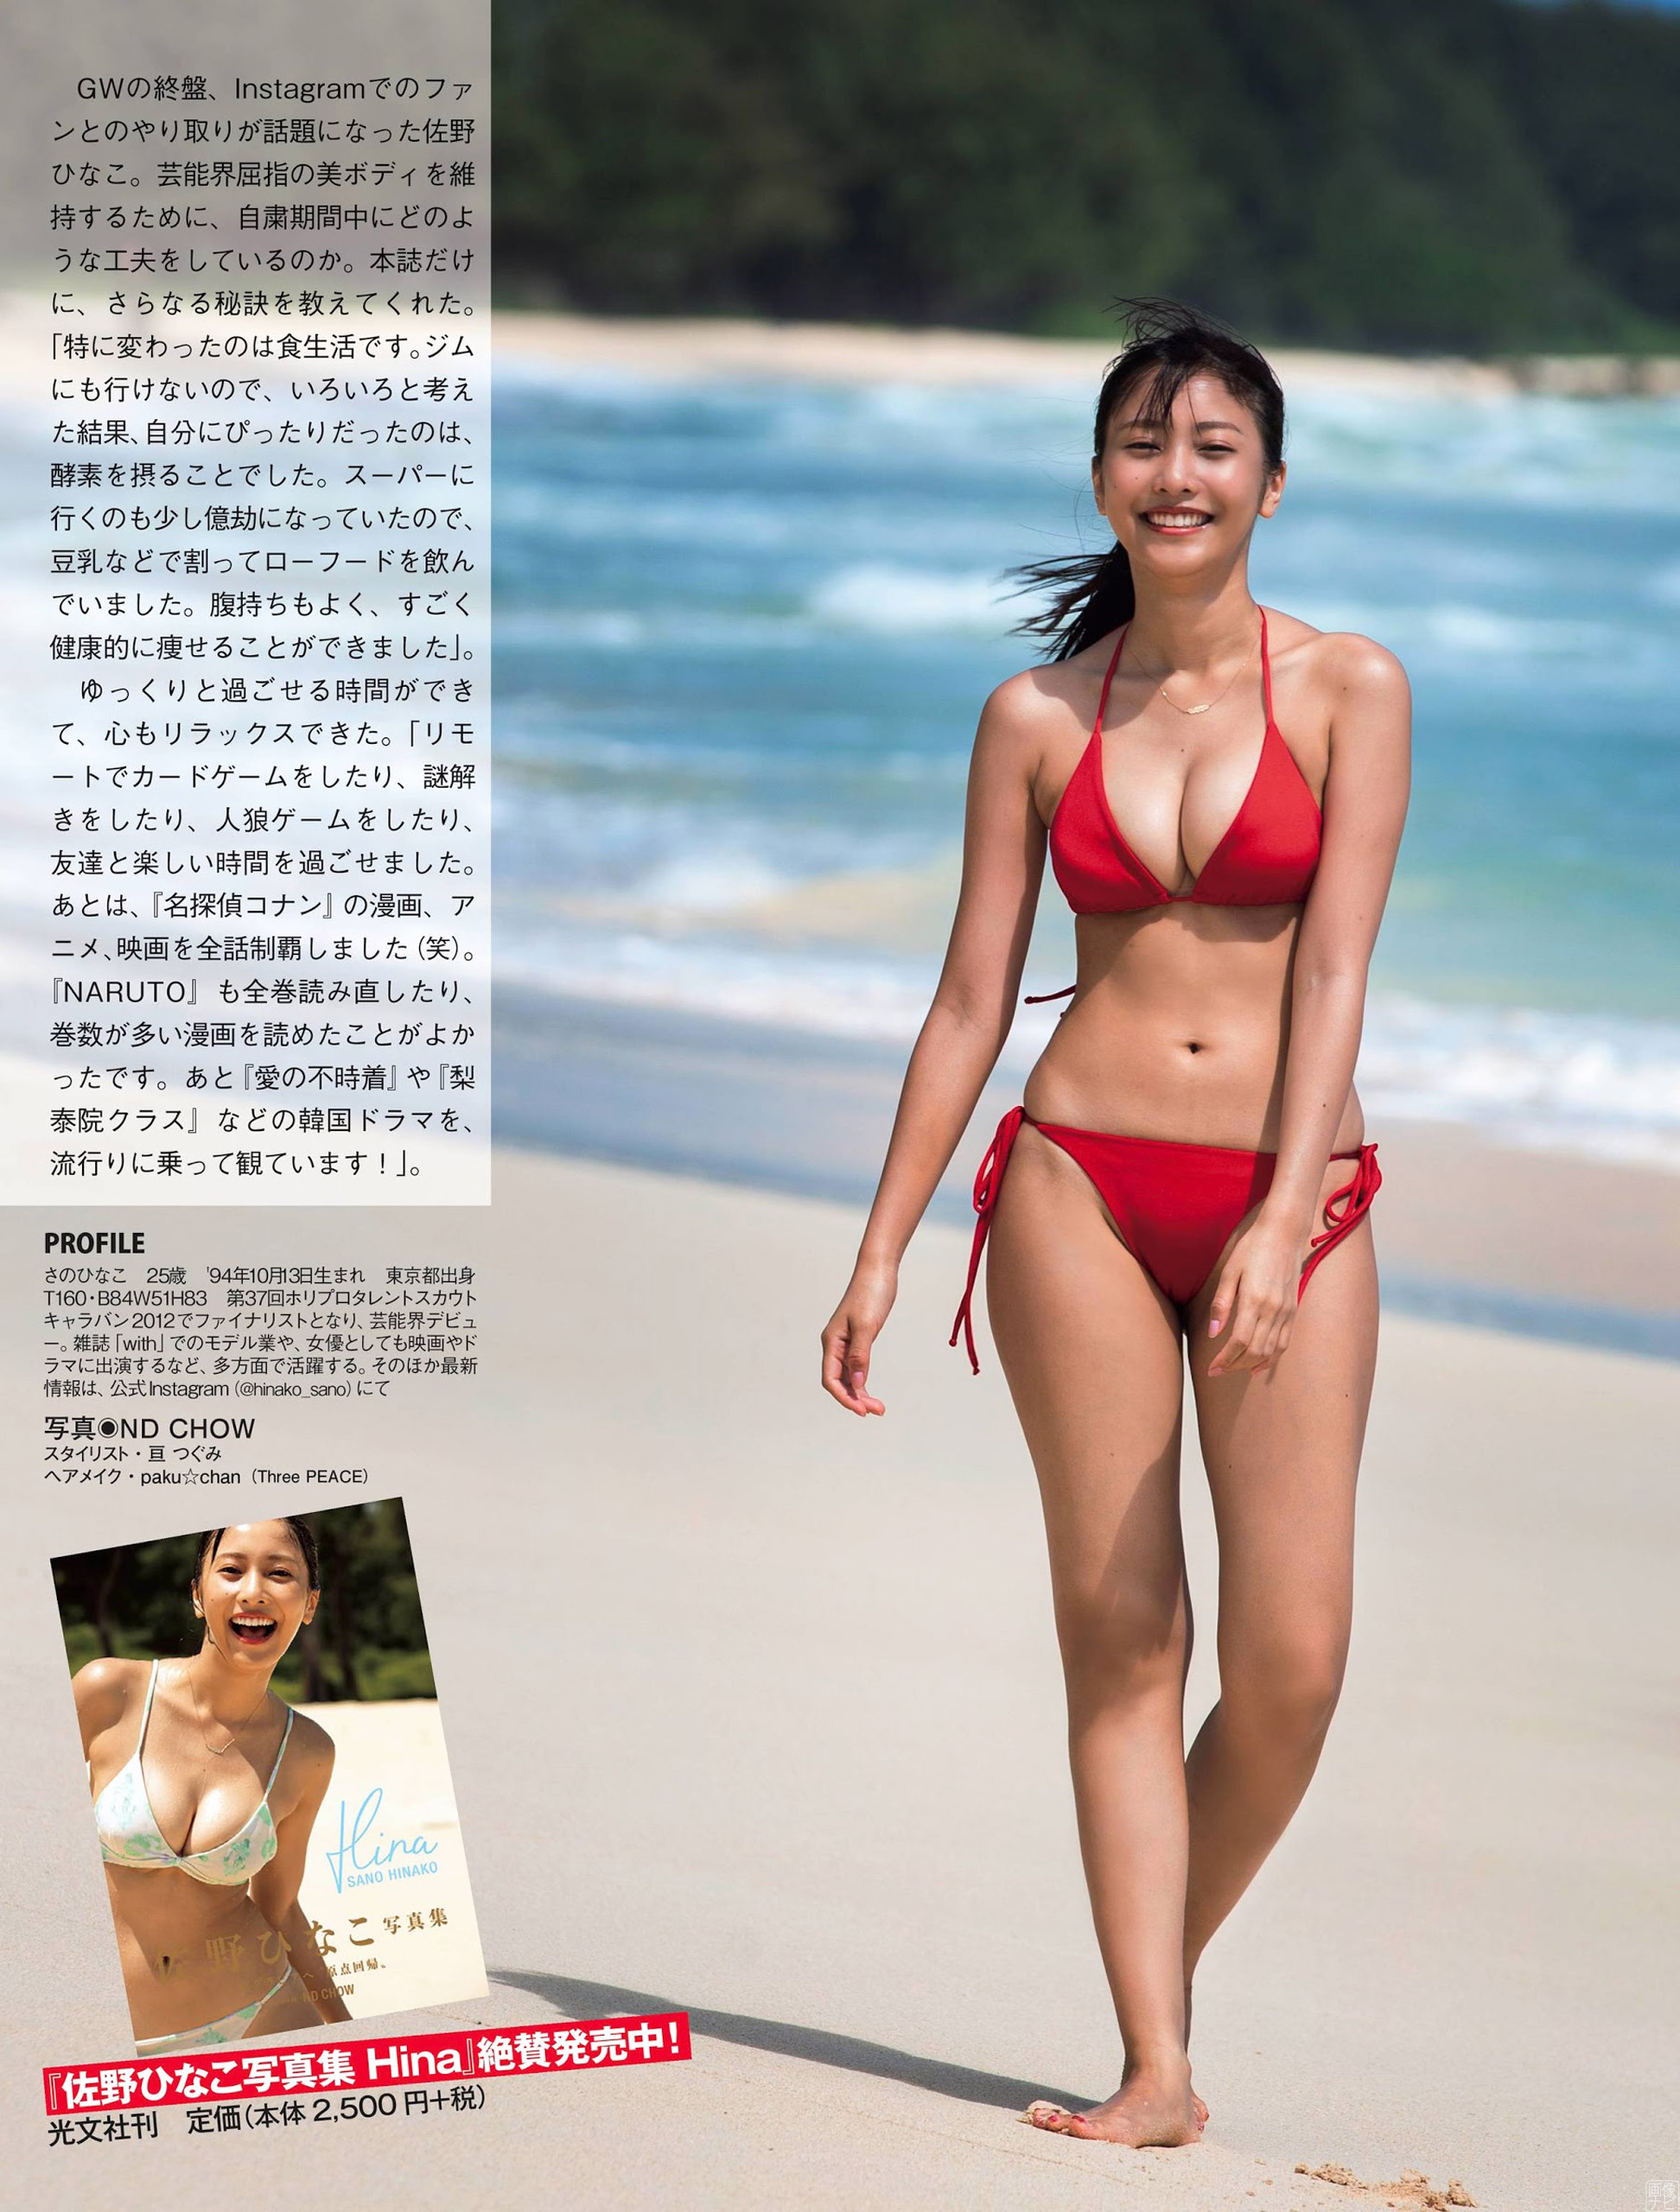 GWの終盤、Instagramでのファ
ンとのやり取りが話題になった佐野
ひなこ。芸能界屈指の美ボディを維
持するために、自粛期間中にどのよ
うな工夫をしているのか。本誌だけ
に、さらなる秘訣を教えてくれた。
「特に変わったのは食生活です。ジム
にも行けないので、いろいろと考え
た結果、自分にぴったりだったのは、
酵素を摂ることでした。スーパーに
行くのも少し億劫になっていたので、
豆乳などで割ってローフードを飲ん
でいました。腹持ちもよく、すごく
健康的に痩せることができました」。
ゆっくりと過ごせる時間ができ
て、心もリラックスできた。「リモ
ートでカードゲームをしたり、謎解
きをしたり、人狼ゲームをしたり、
友達と楽しい時間を過ごせました。
あとは、『名探偵コナン』の漫画、ア
ニメ、映画を全話制覇しました（笑）。
『NARUTO』も全巻読み直したり、
巻数が多い漫画を読めたことがよか
ったです。あと『愛の不時着』や『梨
泰院クラス』などの韓国ドラマを、
流行りに乗って観ています！」。
PROFILE
さのひなこ　25歳　'94年10月13日生まれ　東京都出身
T160・B84W51H83　第37回ホリプロタレントスカウト
キャラバン2012でファイナリストとなり、芸能界デビュ
ー。雑誌「with」でのモデル業や、女優としても映画やド
ラマに出演するなど、多方面で活躍する。そのほか最新
情報は、公式Instagram（@hinako_sano）にて
写真◉ND CHOW
スタイリスト・亘 つぐみ
ヘアメイク・paku☆chan（Three PEACE）
Hina
SANO HINAKO
佐野ひなこ写真集
原点回帰。
ND CHOW
『佐野ひなこ写真集 Hina』絶賛発売中！
光文社刊　定価（本体 2,500 円＋税）